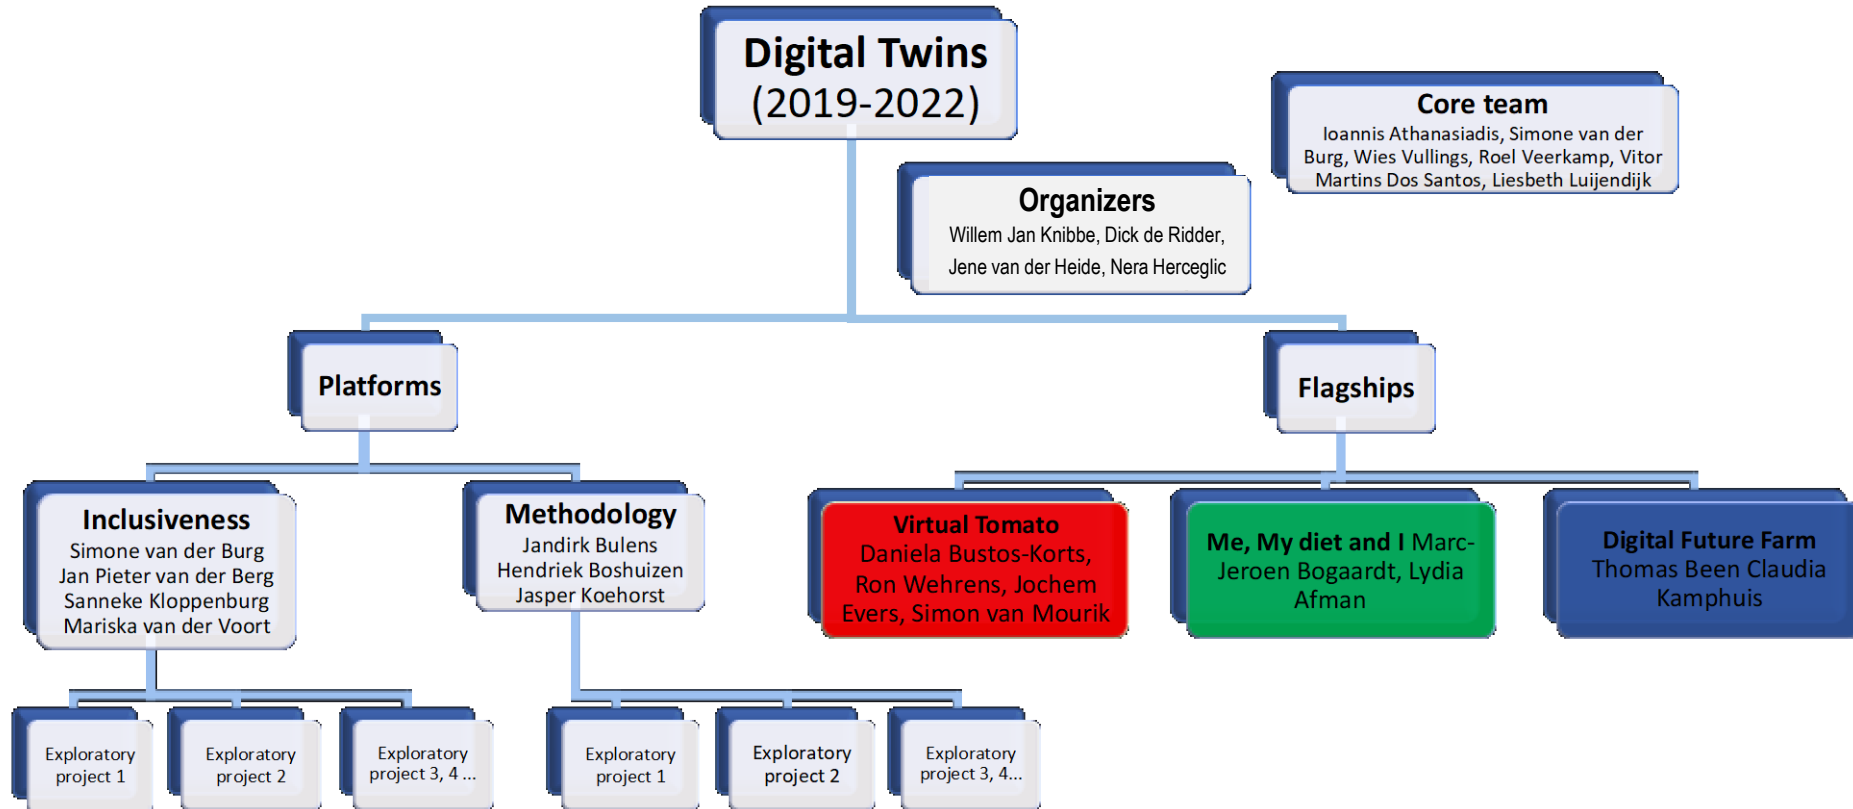 Digital Twins
(2019-2022)
Core team
Ioannis Athanasiadis, Simone van der
Burg, Wies Vullings, Roel Veerkamp, Vitor
Martins Dos Santos, Liesbeth Luijendijk
Organizers
Willem Jan Knibbe, Dick de Ridder,
Jene van der Heide, Nera Herceglic
Platforms
Flagships
Inclusiveness
Simone van der Burg
Jan Pieter van der Berg
Sanneke Kloppenburg
Mariska van der Voort
Methodology
Jandirk Bulens
Hendriek Boshuizen
Jasper Koehorst
Virtual Tomato
Daniela Bustos-Korts,
Ron Wehrens, Jochem
Evers, Simon van Mourik
Me, My diet and I Marc-
Jeroen Bogaardt, Lydia
Afman
Digital Future Farm
Thomas Been Claudia
Kamphuis
Exploratory
project 1
Exploratory
project 2
Exploratory
project 3, 4 ...
Exploratory
project 1
Exploratory
project 2
Exploratory
project 3, 4...